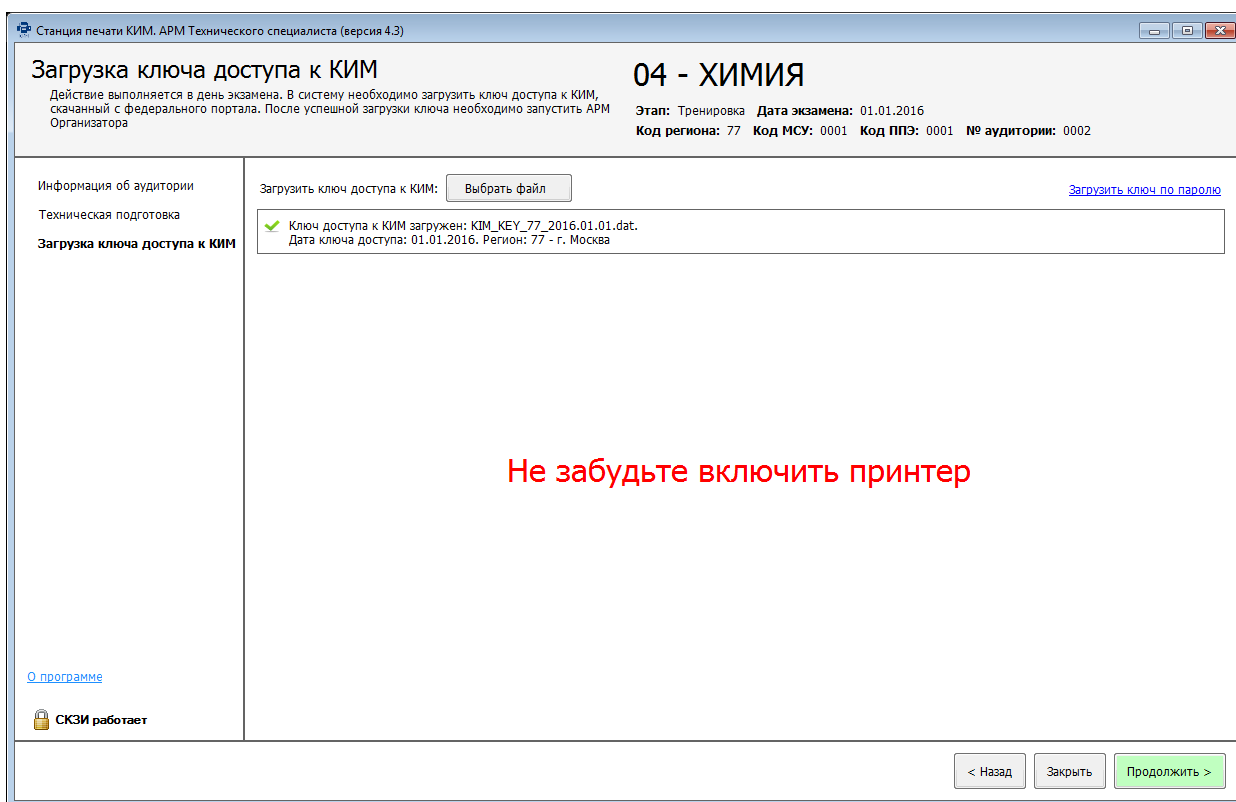 Станция печати КИМ. АРМ Технического специалиста (версия 4.3)
Загрузка ключа доступа к КИМ
Действие выполняется в день экзамена. В систему необходимо загрузить ключ доступа к КИМ,
скачанный с федерального портала. После успешной загрузки ключа необходимо запустить АРМ
Организатора
04 - ХИМИЯ
Этап: Тренировка Дата экзамена: 01.01.2016
Код региона: 77 Код МСУ: 0001 Код ППЭ: 0001 № аудитории: 0002
Информация об аудитории
Техническая подготовка
Загрузка ключа доступа к КИМ
Загрузить ключ доступа к КИМ: Выбрать файл Загрузить ключ по паролю
Ключ доступа к КИМ загружен: KIM_KEY_77_2016.01.01.dat.
Дата ключа доступа: 01.01.2016. Регион: 77 - г. Москва
Не забудьте включить принтер
О программе
СКЗИ работает
< Назад Закрыть Продолжить >